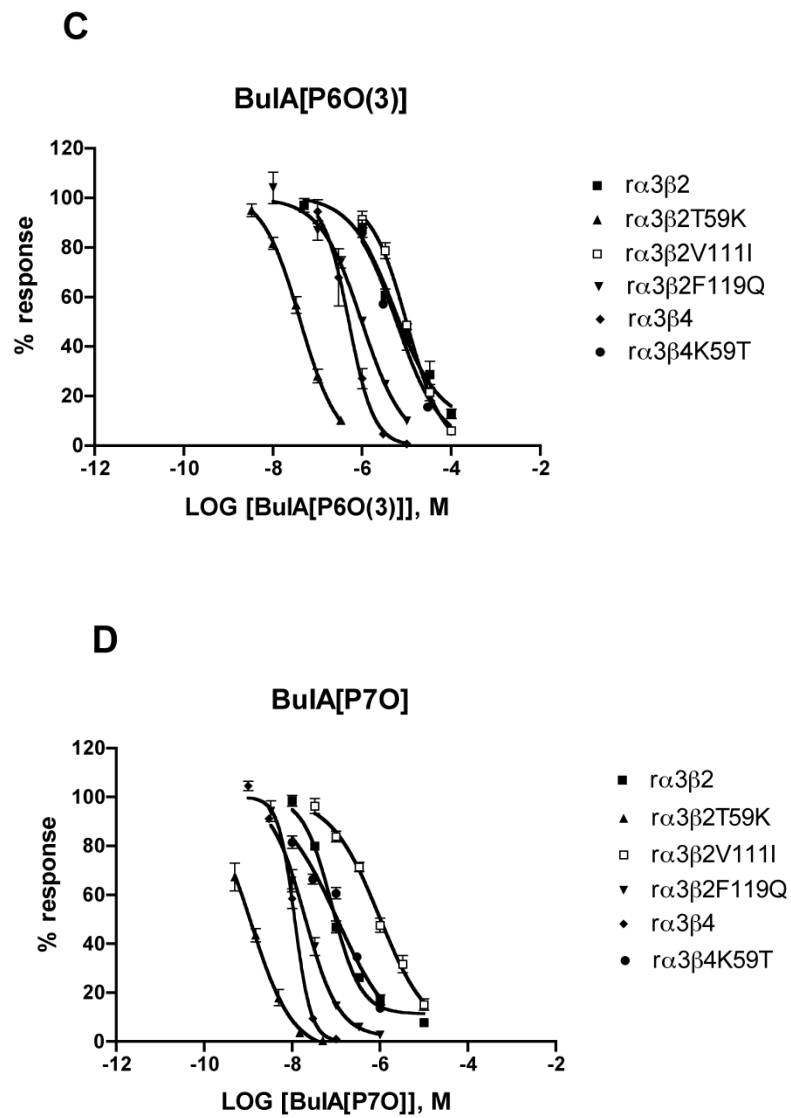 C
BuIA[P6O(3)]
120
100
80
60
40
20
0
% response
-12 -10 -8 -6 -4 -2
LOG [BuIA[P6O(3)]], M
rα3β2
rα3β2T59K
rα3β2V111I
rα3β2F119Q
rα3β4
rα3β4K59T
D
BuIA[P7O]
120
100
80
60
40
20
0
% response
-12 -10 -8 -6 -4 -2
LOG [BuIA[P7O]], M
rα3β2
rα3β2T59K
rα3β2V111I
rα3β2F119Q
rα3β4
rα3β4K59T